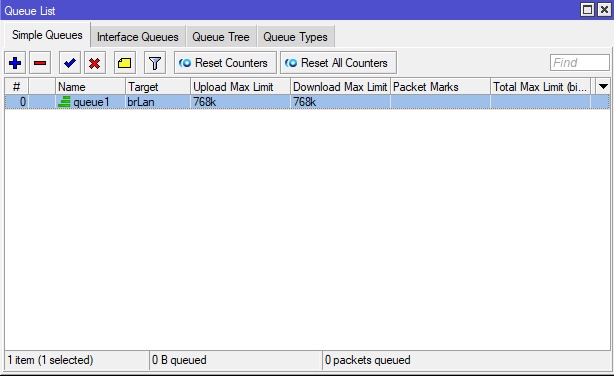 Queue List
Simple Queues Interface Queues Queue Tree Queue Types
Reset Counters Reset All Counters Find
# Name Target Upload Max Limit Download Max Limit Packet Marks Total Max Limit (bi...
0 queue1 brLan 768k 768k
1 item (1 selected) 0 B queued 0 packets queued